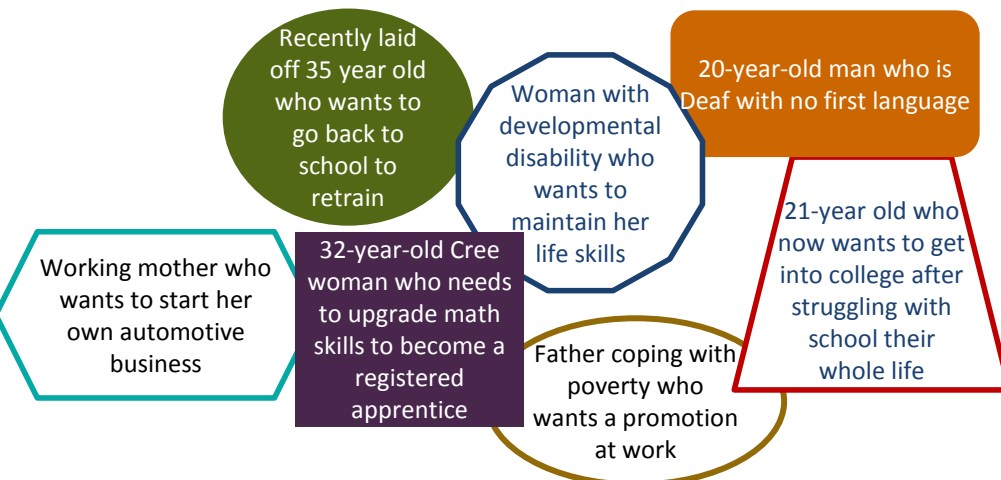 Recently laid
off 35 year old
who wants to
go back to
school to
retrain
Woman with
developmental
disability who
wants to
maintain her
life skills
20-year-old man who is
Deaf with no first language
Working mother who
wants to start her
own automotive
business
32-year-old Cree
woman who needs
to upgrade math
skills to become a
registered
apprentice
Father coping with
poverty who
wants a promotion
at work
21-year old who
now wants to get
into college after
struggling with
school their
whole life